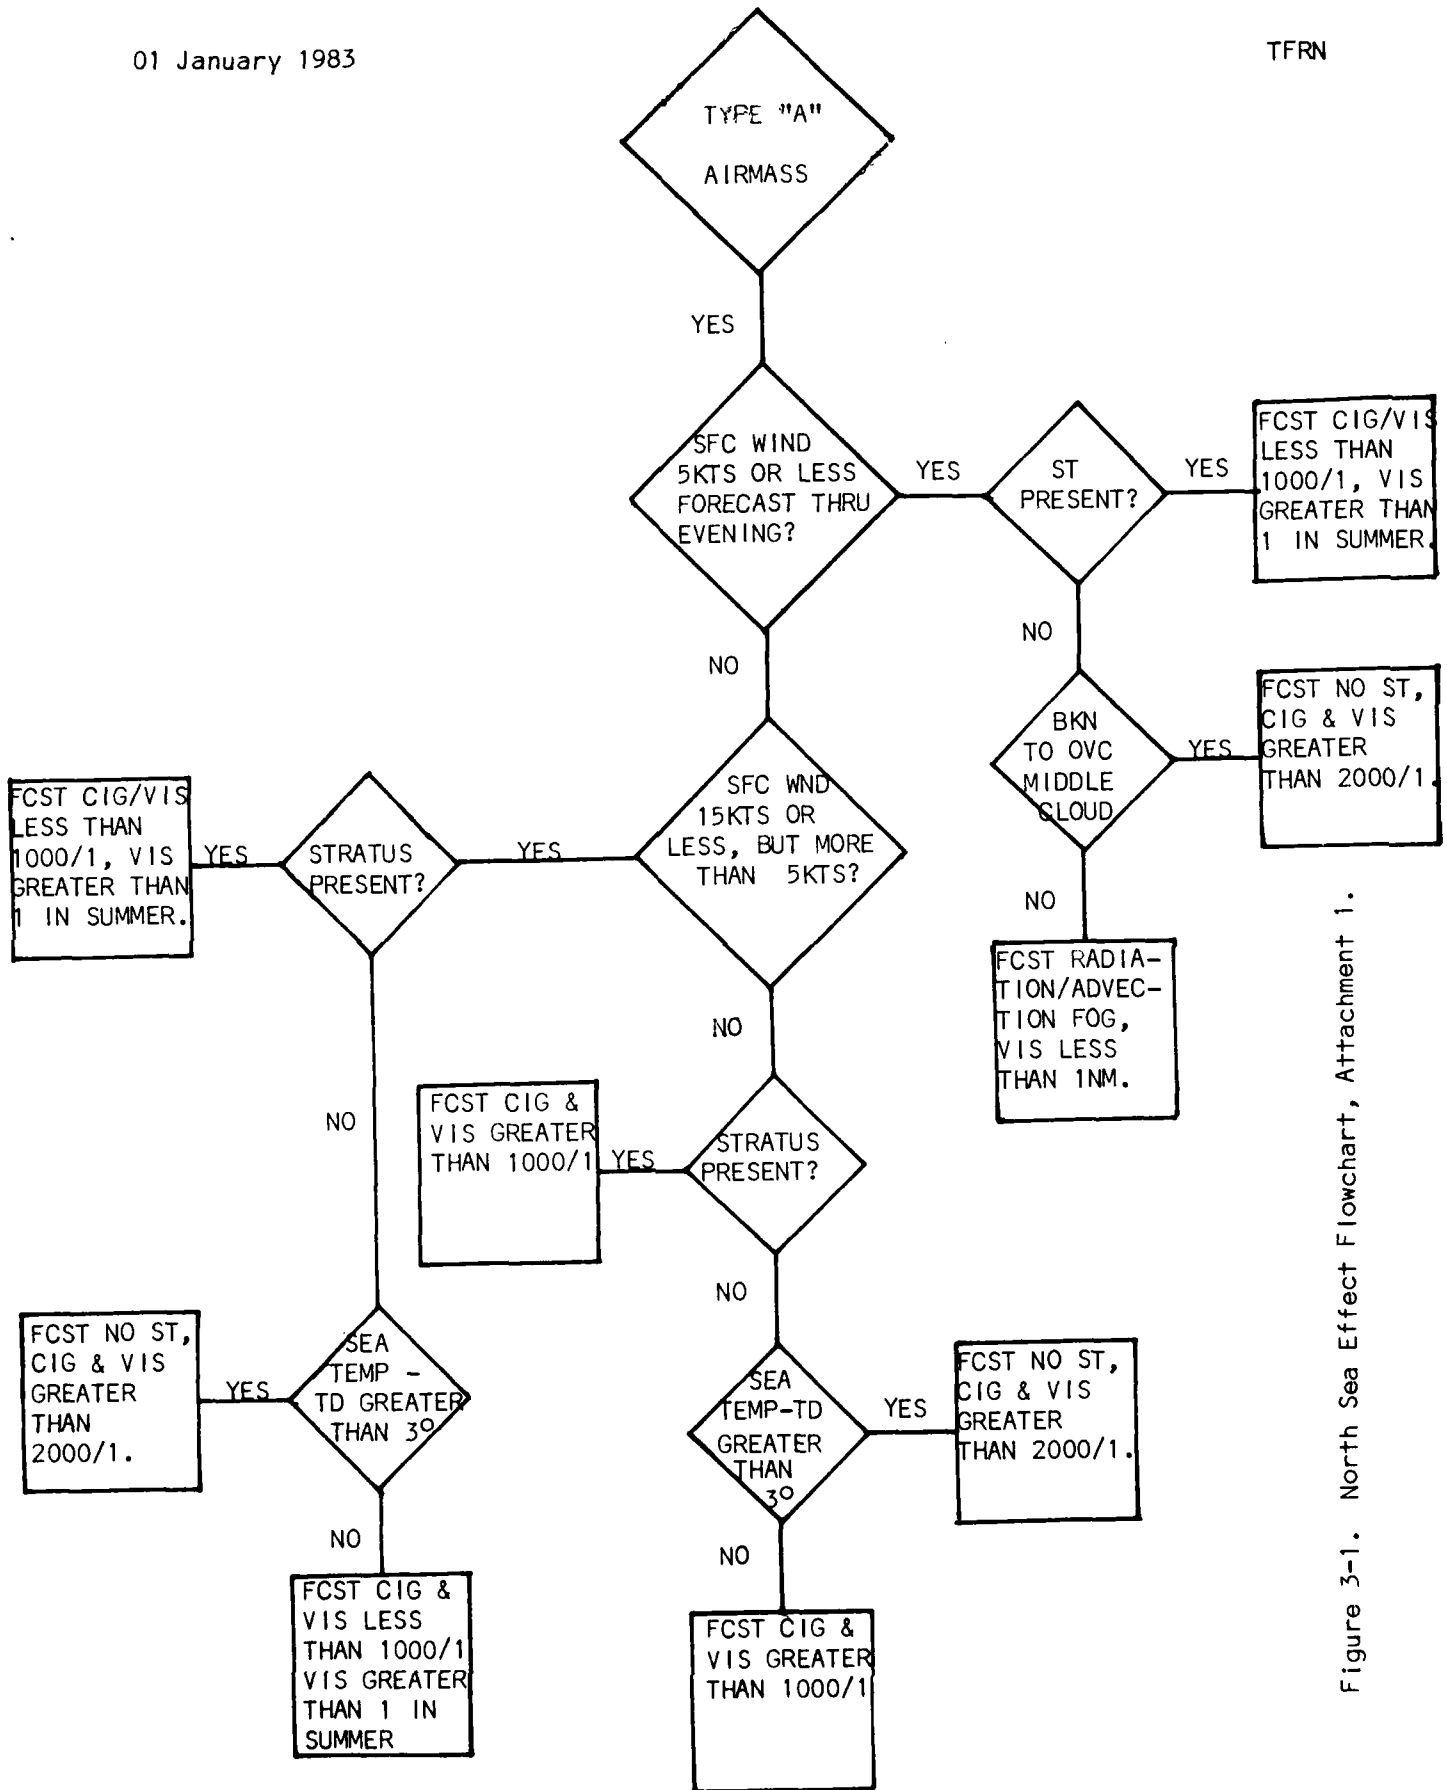 01 January 1983
TFRN
TYPE "A"
AIRMASS
YES
SFC WIND
5KTS OR LESS
FORECAST THRU
EVENING?
YES
ST
PRESENT?
YES
FCST CIG/VIS
LESS THAN
1000/1, VIS
GREATER THAN
1 IN SUMMER.
NO
BKN
TO OVC
MIDDLE
CLOUD
YES
FCST NO ST,
CIG & VIS
GREATER
THAN 2000/1.
NO
FCST RADIA-
TION/ADVEC-
TION FOG,
VIS LESS
THAN 1NM.
NO
SFC WND
15KTS OR
LESS, BUT MORE
THAN 5KTS?
YES
STRATUS
PRESENT?
YES
FCST CIG/VIS
LESS THAN
1000/1, VIS
GREATER THAN
1 IN SUMMER.
NO
SEA
TEMP -
TD GREATER
THAN 3°
YES
FCST NO ST,
CIG & VIS
GREATER
THAN
2000/1.
NO
FCST CIG &
VIS LESS
THAN 1000/1
VIS GREATER
THAN 1 IN
SUMMER
NO
STRATUS
PRESENT?
YES
FCST CIG &
VIS GREATER
THAN 1000/1
NO
SEA
TEMP-TD
GREATER
THAN
3°
YES
FCST NO ST,
CIG & VIS
GREATER
THAN 2000/1.
NO
FCST CIG &
VIS GREATER
THAN 1000/1
Figure 3-1. North Sea Effect Flowchart, Attachment 1.